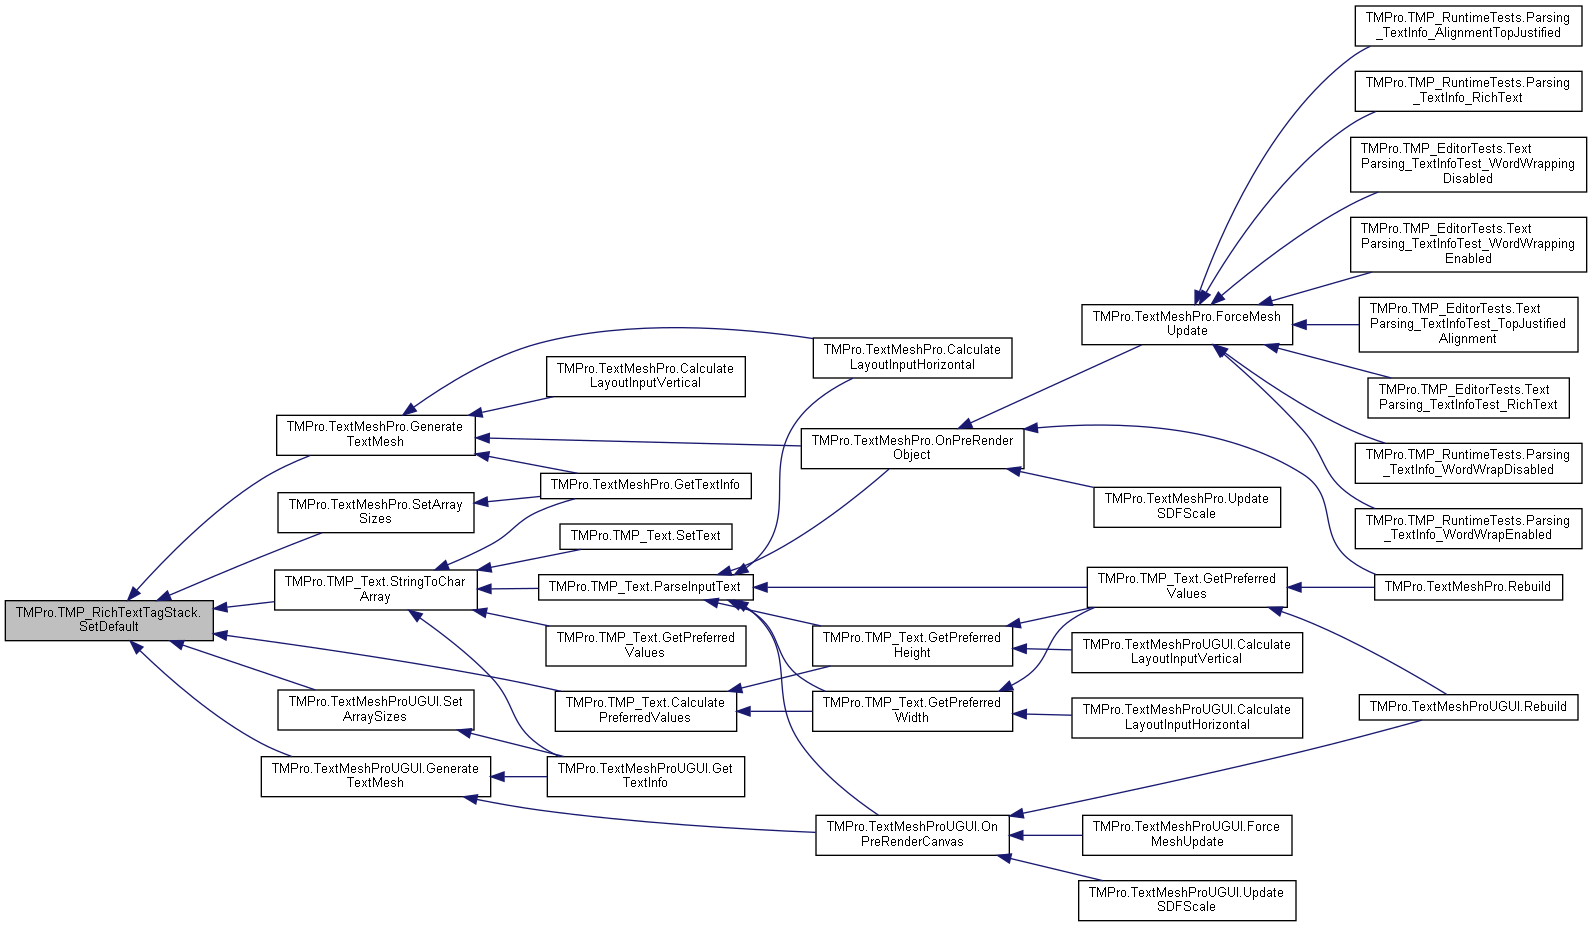 TMPro.TMP_RichTextTagStack.
SetDefault
TMPro.TextMeshPro.Generate
TextMesh
TMPro.TextMeshPro.SetArray
Sizes
TMPro.TMP_Text.StringToChar
Array
TMPro.TextMeshProUGUI.Set
ArraySizes
TMPro.TextMeshProUGUI.Generate
TextMesh
TMPro.TextMeshPro.Calculate
LayoutInputVertical
TMPro.TextMeshPro.GetTextInfo
TMPro.TMP_Text.SetText
TMPro.TMP_Text.ParseInputText
TMPro.TMP_Text.GetPreferred
Values
TMPro.TMP_Text.Calculate
PreferredValues
TMPro.TextMeshProUGUI.Get
TextInfo
TMPro.TextMeshPro.Calculate
LayoutInputHorizontal
TMPro.TextMeshPro.OnPreRender
Object
TMPro.TMP_Text.GetPreferred
Height
TMPro.TMP_Text.GetPreferred
Width
TMPro.TextMeshProUGUI.On
PreRenderCanvas
TMPro.TextMeshPro.ForceMesh
Update
TMPro.TextMeshPro.Update
SDFScale
TMPro.TMP_Text.GetPreferred
Values
TMPro.TextMeshProUGUI.Calculate
LayoutInputVertical
TMPro.TextMeshProUGUI.Calculate
LayoutInputHorizontal
TMPro.TextMeshProUGUI.Force
MeshUpdate
TMPro.TextMeshProUGUI.Update
SDFScale
TMPro.TMP_RuntimeTests.Parsing
_TextInfo_AlignmentTopJustified
TMPro.TMP_RuntimeTests.Parsing
_TextInfo_RichText
TMPro.TMP_EditorTests.Text
Parsing_TextInfoTest_WordWrapping
Disabled
TMPro.TMP_EditorTests.Text
Parsing_TextInfoTest_WordWrapping
Enabled
TMPro.TMP_EditorTests.Text
Parsing_TextInfoTest_TopJustified
Alignment
TMPro.TMP_EditorTests.Text
Parsing_TextInfoTest_RichText
TMPro.TMP_RuntimeTests.Parsing
_TextInfo_WordWrapDisabled
TMPro.TMP_RuntimeTests.Parsing
_TextInfo_WordWrapEnabled
TMPro.TextMeshPro.Rebuild
TMPro.TextMeshProUGUI.Rebuild